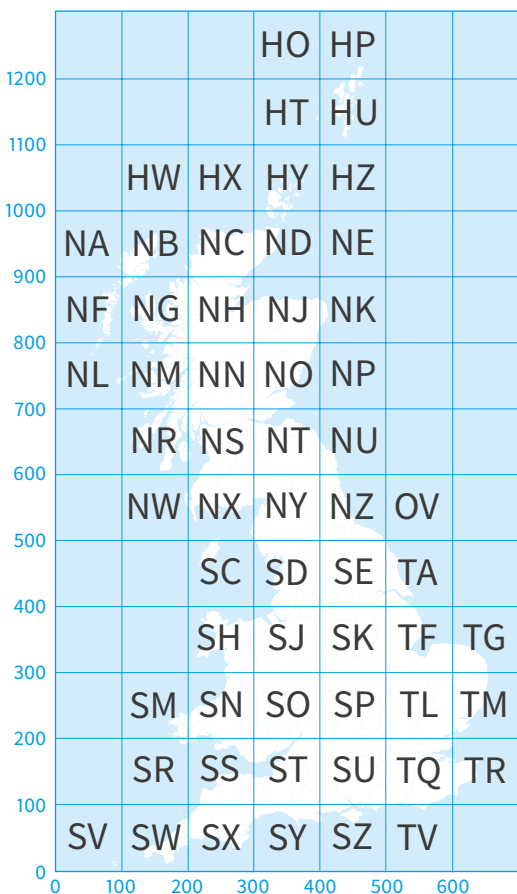 HO HP
1200
HT HU
1100
HW HX HY HZ
1000
NA NB NC ND NE
900
NF NG NH NJ NK
800
NL NM NN NO NP
700
NR NS NT NU
600
NW NX NY NZ OV
500
SC SD SE TA
400
SH SJ SK TF TG
300
SM SN SO SP TL TM
200
SR SS ST SU TQ TR
100
SV SW SX SY SZ TV
0
0 100 200 300 400 500 600